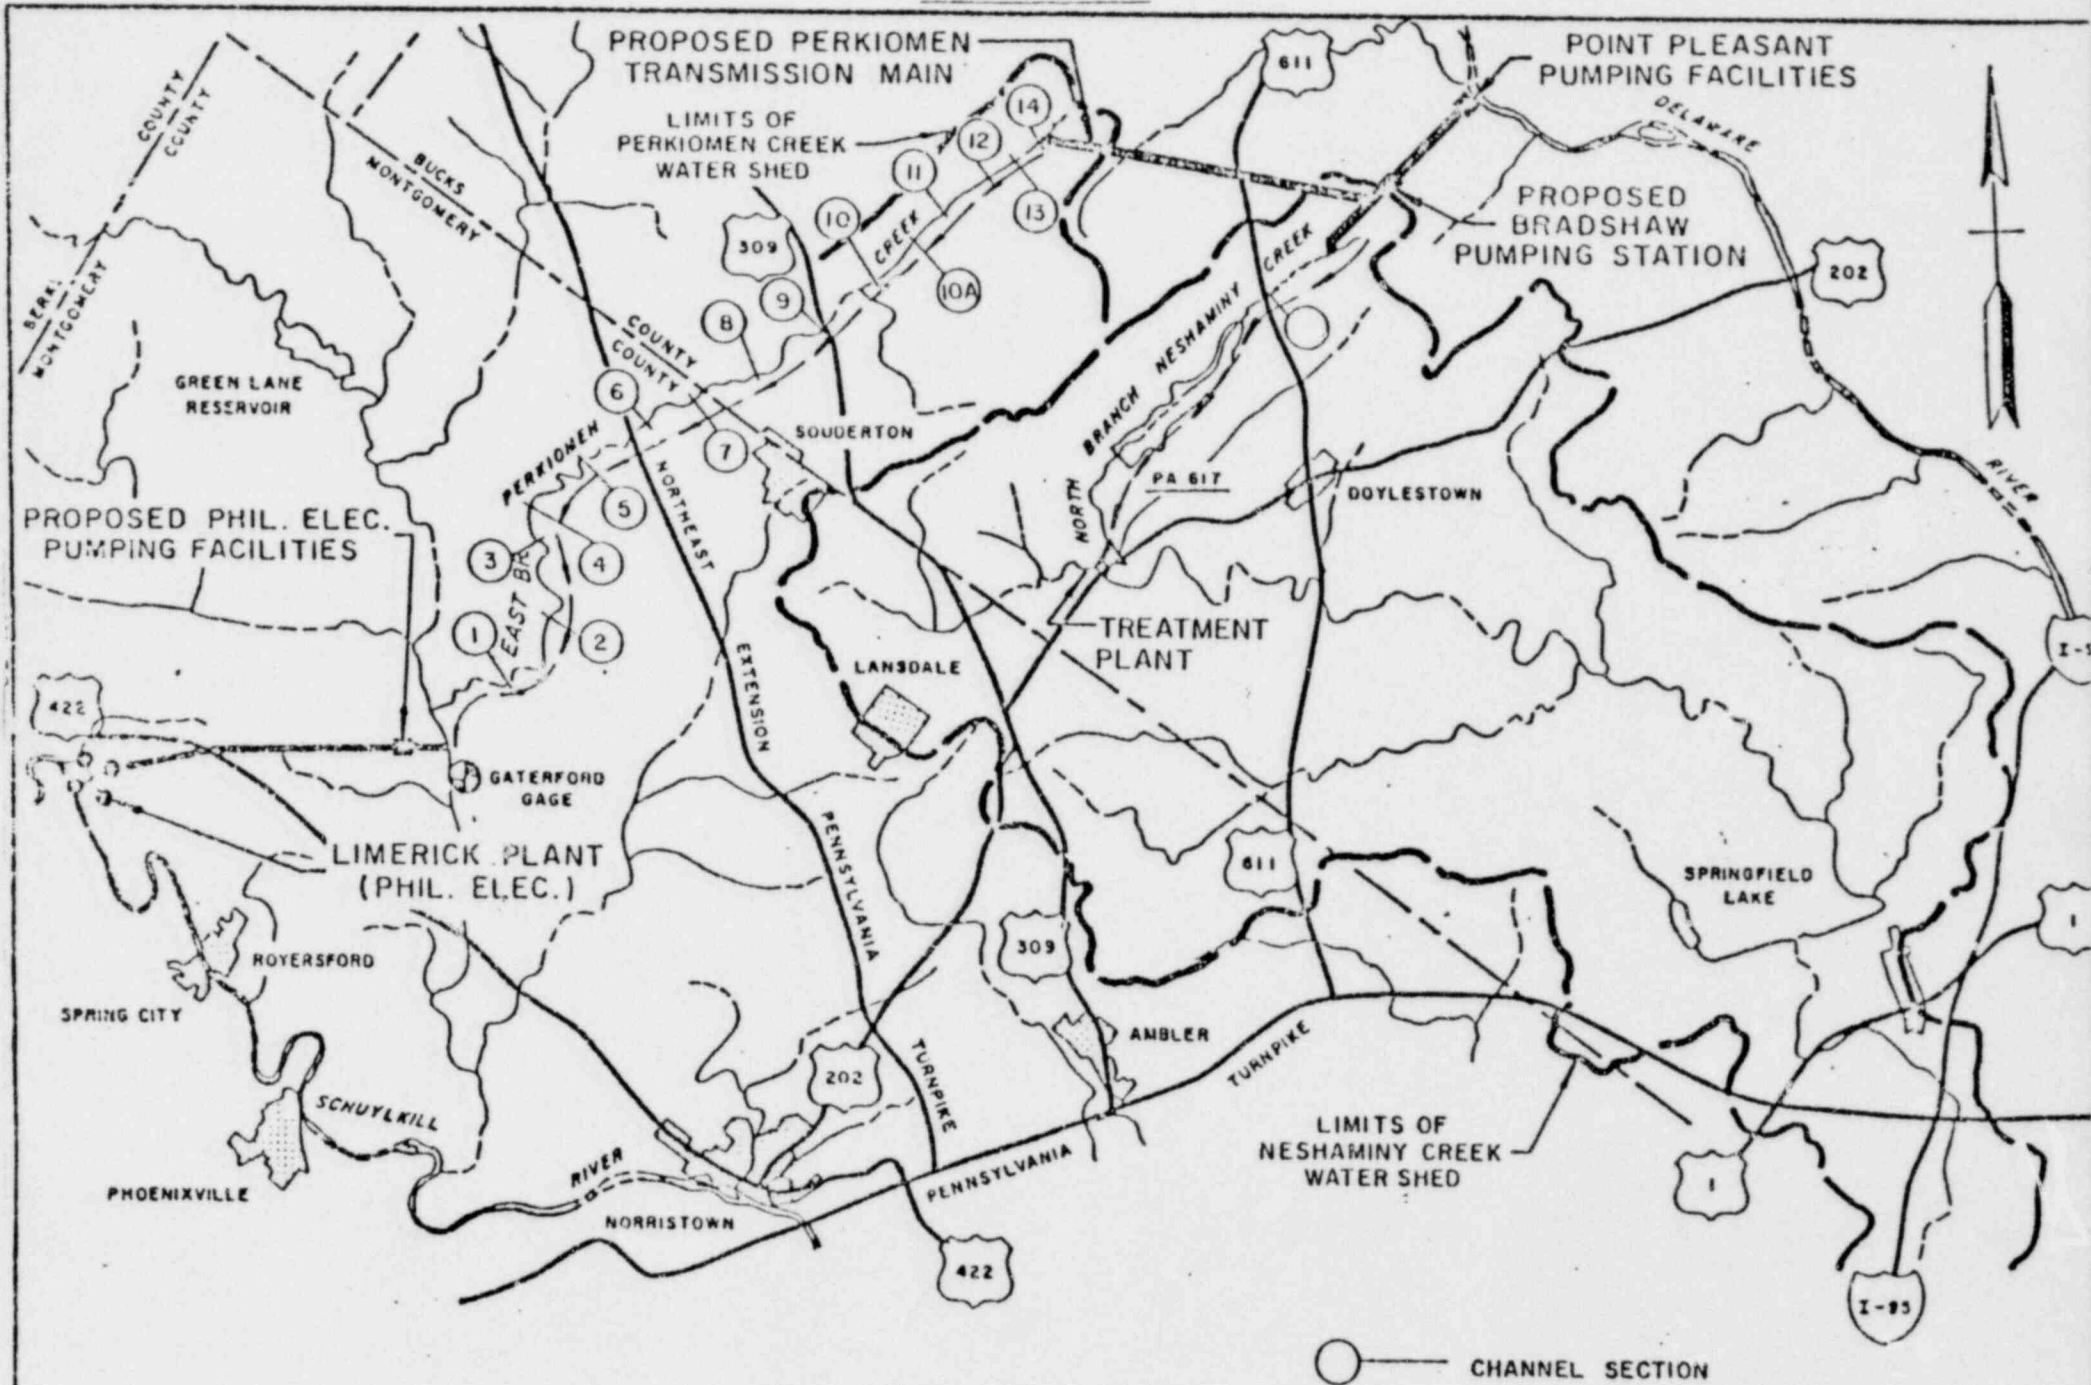 PROPOSED PERKIOMEN
TRANSMISSION MAIN
611
POINT PLEASANT
PUMPING FACILITIES
LIMITS OF
PERKIOMEN CREEK
WATER SHED
14
12
11
13
10
10A
9
8
6
7
5
3
4
1
2
COUNTY
COUNTY
BUCKS
MONTGOMERY
309
CREEK
DELAWARE
PROPOSED
BRADSHAW
PUMPING STATION
202
MONTGOMERY
GREEN LANE
RESERVOIR
COUNTY
COUNTY
SOUDERTON
PERKIOMEN
NORTH
BRANCH
NESHAMINY
CREEK
PA 617
DOYLESTOWN
RIVER
PROPOSED PHIL. ELEC.
PUMPING FACILITIES
EAST BR.
NORTHEAST
EXTENSION
PENNSYLVANIA
TURNPIKE
TREATMENT
PLANT
LANSDALE
422
GATERFORD
GAGE
LIMERICK PLANT
(PHIL. ELEC.)
611
SPRINGFIELD
LAKE
1
309
ROYERSFORD
SPRING CITY
AMBLER
202
TURNPIKE
PENNSYLVANIA
SCHUYLKILL
RIVER
PHOENIXVILLE
NORRISTOWN
422
LIMITS OF
NESHAMINY CREEK
WATER SHED
1
I-95
CHANNEL SECTION